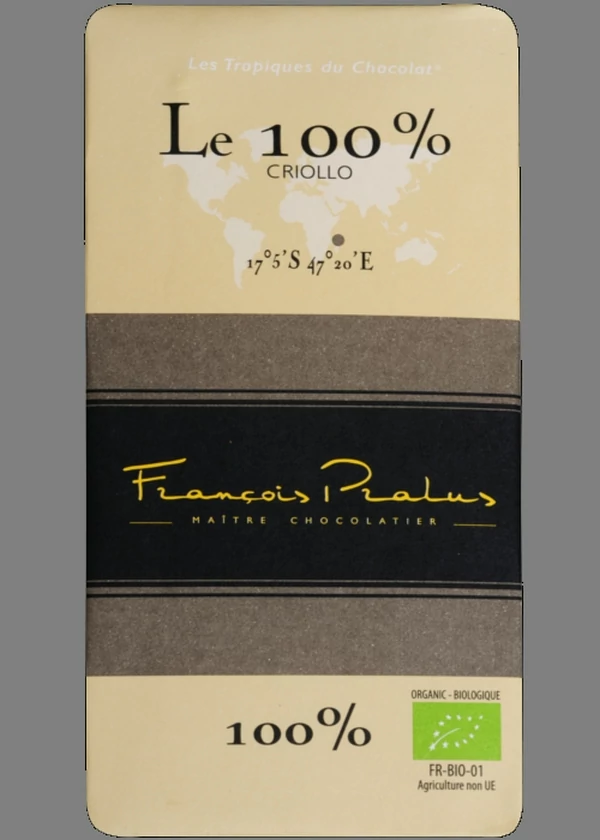 Les Tropiques du Chocolat®
Le 100%
CRIOLLO
17°5'S 47°20'E
François Pralus
MAÎTRE CHOCOLATIER
100%
ORGANIC - BIOLOGIQUE
FR-BIO-01
Agriculture non UE